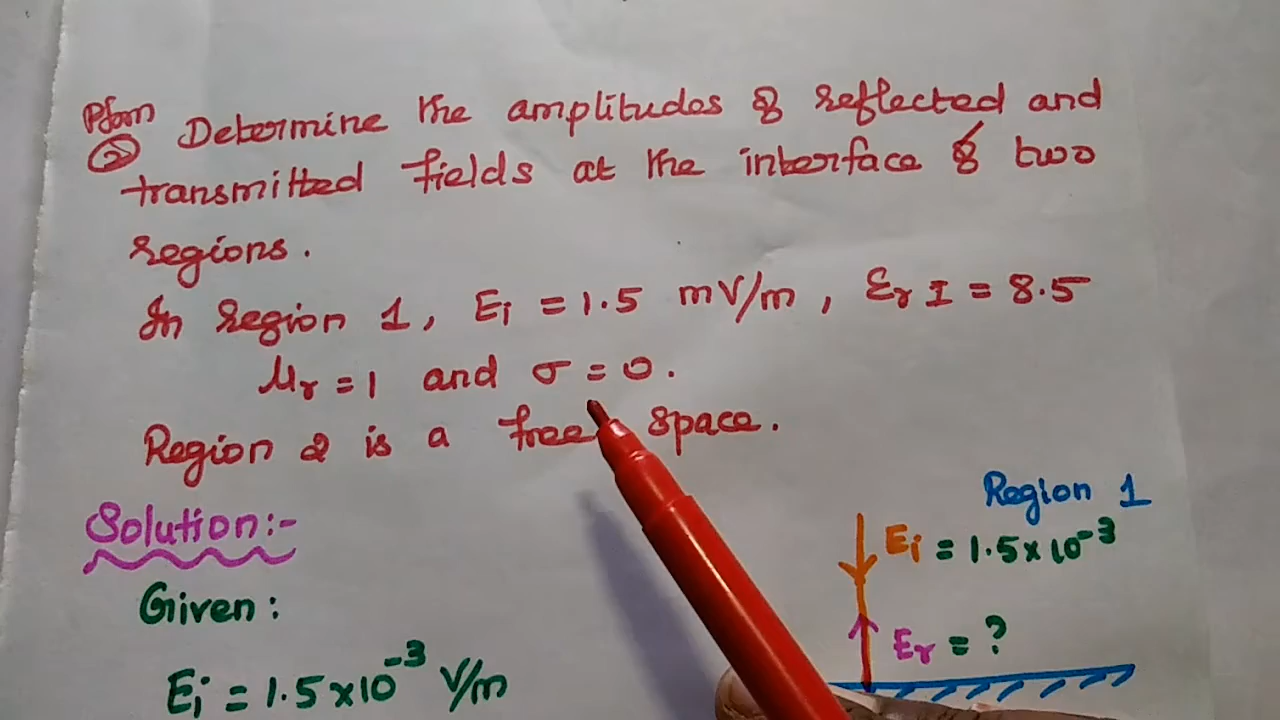 Pbm
② Determine the amplitudes of reflected and
transmitted fields at the interface of two
regions.
In region 1, Ei = 1.5 mV/m, Ɛr I = 8.5
μr = 1 and σ = 0.
Region 2 is a free space.
Solution:-
Given:
Ei = 1.5×10⁻³ V/m
Region 1
Ei = 1.5×10⁻³
Er = ?